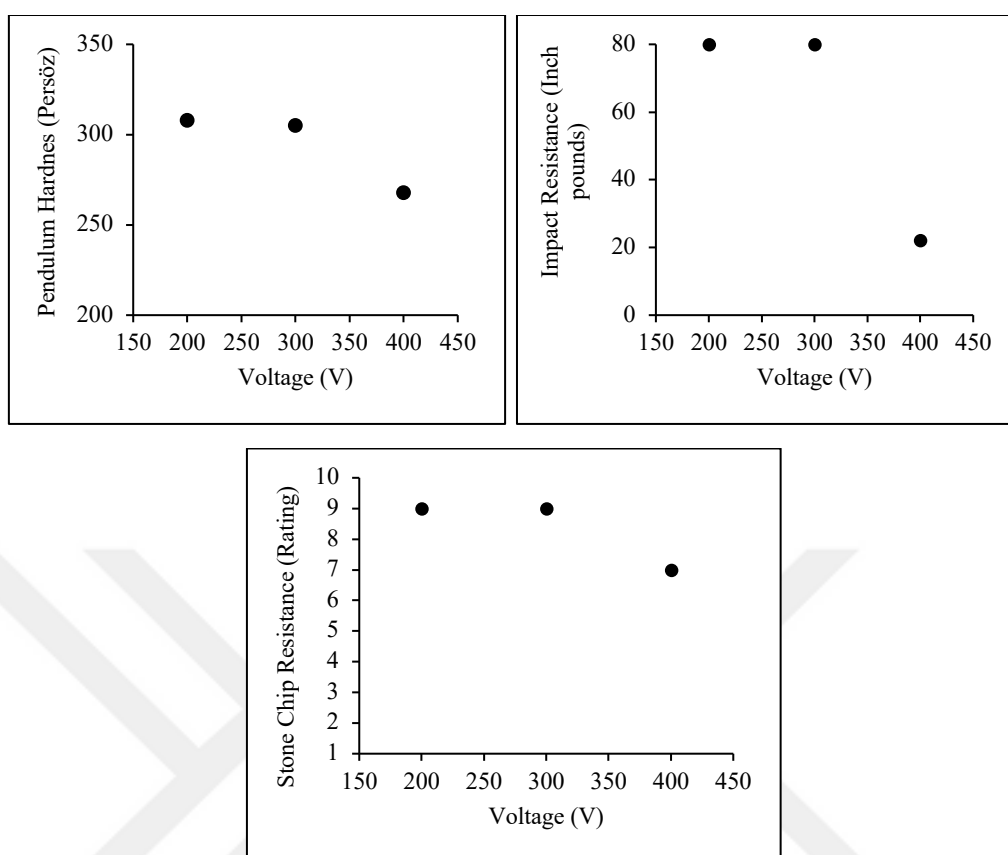 Pendulum Hardnes (Persöz)
350
300
250
200
150 200 250 300 350 400 450
Voltage (V)
Impact Resistance (Inch
pounds)
80
60
40
20
0
150 200 250 300 350 400 450
Voltage (V)
Stone Chip Resistance (Rating)
10
9
8
7
6
5
4
3
2
1
150 200 250 300 350 400 450
Voltage (V)